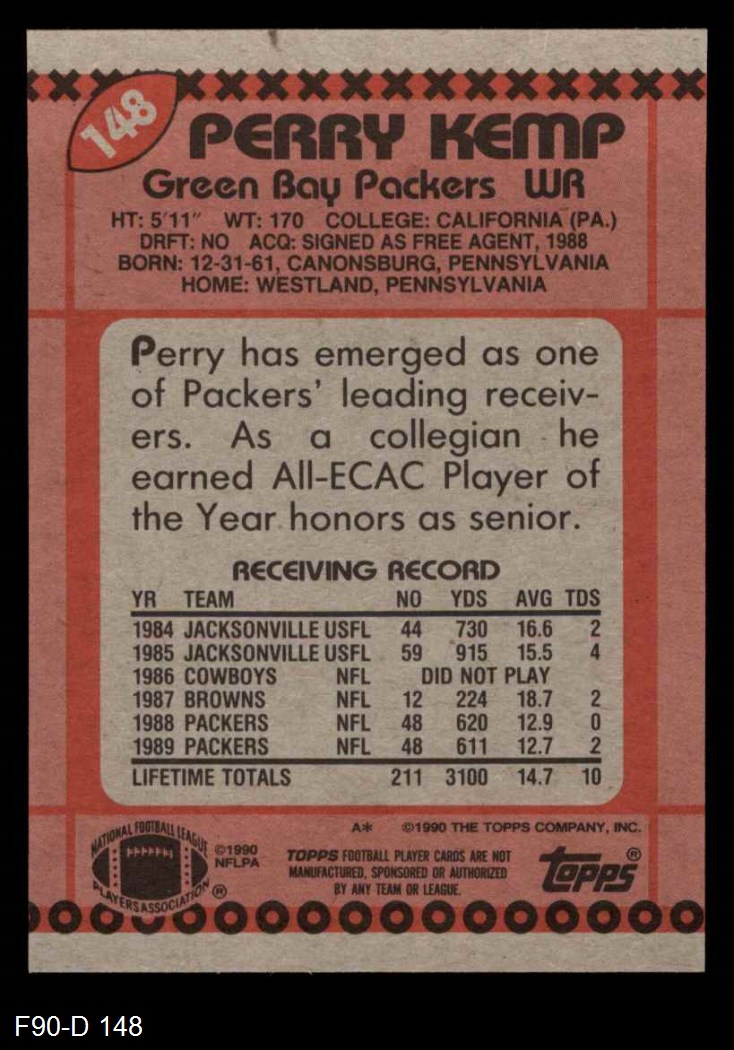 148
PERRY KEMP
Green Bay Packers WR
HT: 5'11" WT: 170 COLLEGE: CALIFORNIA (PA.)
DRFT: NO ACQ: SIGNED AS FREE AGENT, 1988
BORN: 12-31-61, CANONSBURG, PENNSYLVANIA
HOME: WESTLAND, PENNSYLVANIA
Perry has emerged as one
of Packers' leading receiv-
ers. As a collegian he
earned All-ECAC Player of
the Year honors as senior.
RECEIVING RECORD
YR TEAM NO YDS AVG TDS
1984 JACKSONVILLE USFL 44 730 16.6 2
1985 JACKSONVILLE USFL 59 915 15.5 4
1986 COWBOYS NFL DID NOT PLAY
1987 BROWNS NFL 12 224 18.7 2
1988 PACKERS NFL 48 620 12.9 0
1989 PACKERS NFL 48 611 12.7 2
LIFETIME TOTALS 211 3100 14.7 10
A* ©1990 THE TOPPS COMPANY, INC.
NATIONAL FOOTBALL LEAGUE
PLAYERS ASSOCIATION ®
©1990
NFLPA
TOPPS FOOTBALL PLAYER CARDS ARE NOT
MANUFACTURED, SPONSORED OR AUTHORIZED
BY ANY TEAM OR LEAGUE.
topps®
F90-D 148